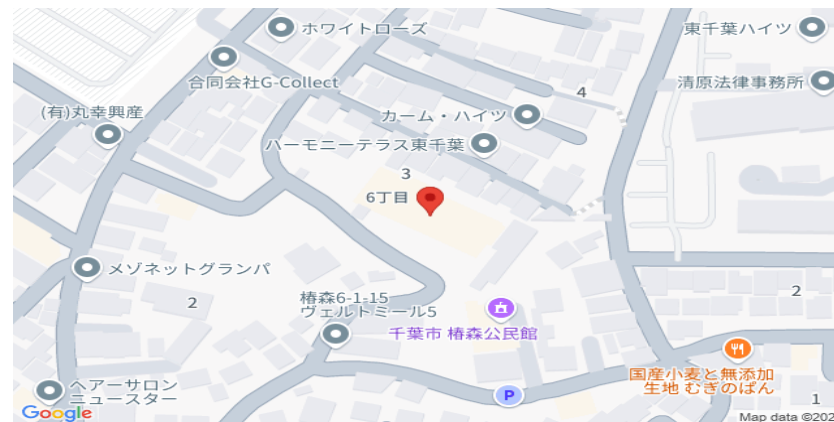 ホワイトローズ
東千葉ハイツ
合同会社G-Collect
清原法律事務所
4
(有)丸幸興産
カーム・ハイツ
ハーモニーテラス東千葉
3
6丁目
メゾネットグランパ
2
椿森6-1-15
ヴェルトミール5
2
千葉市 椿森公民館
国産小麦と無添加
生地 むぎのぱん
ヘアーサロン
ニュースター
P
1
Google
Map data ©202